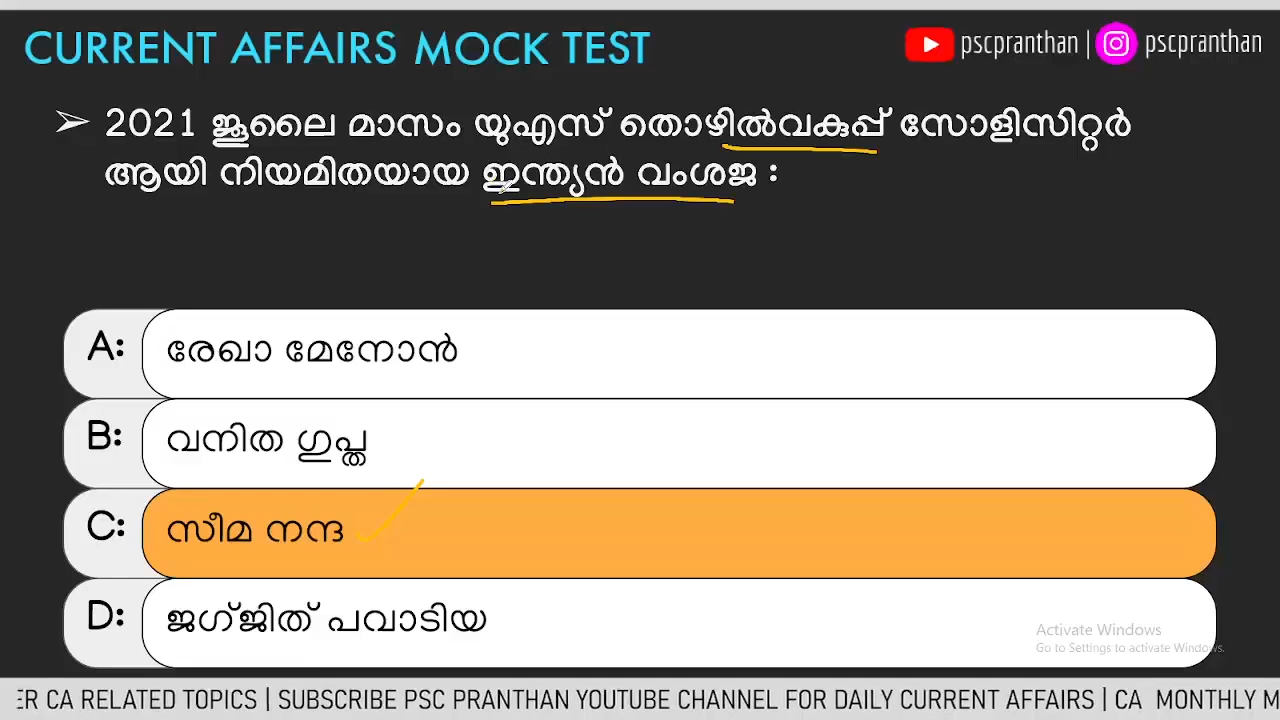 CURRENT AFFAIRS MOCK TEST
pscpranthan | pscpranthan
➢ 2021 ജൂലൈ മാസം യുഎസ് തൊഴിൽവകുപ്പ് സോളിസിറ്റർ
ആയി നിയമിതയായ ഇന്ത്യൻ വംശജ :
A: രേഖാ മേനോൻ
B: വനിത ഗുപ്ത
C: സീമ നന്ദ
D: ജഗ്ജിത് പവാടിയ
Activate Windows
Go to Settings to activate Windows.
ER CA RELATED TOPICS | SUBSCRIBE PSC PRANTHAN YOUTUBE CHANNEL FOR DAILY CURRENT AFFAIRS | CA MONTHLY M